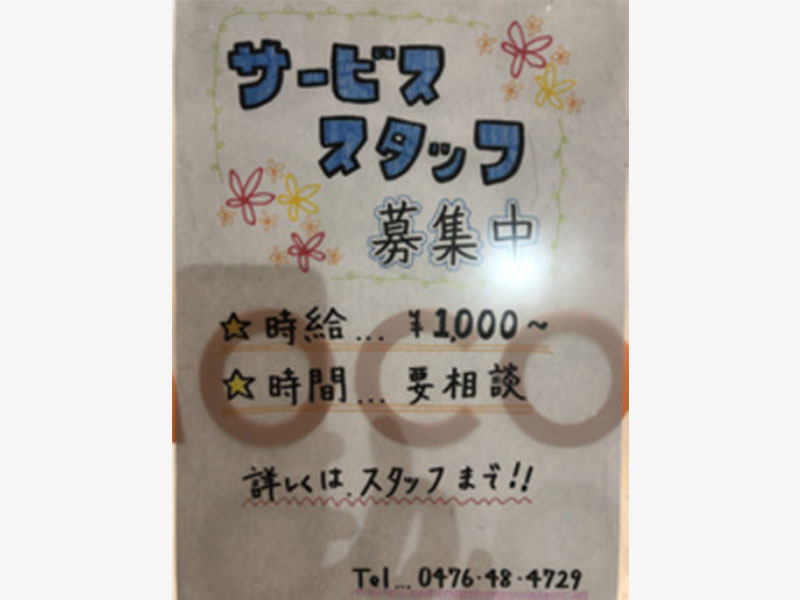 サービス
スタッフ
募集中
☆時給... ¥1,000~
☆時間... 要相談
詳しくは、スタッフまで!!
Tel... 0476・48・4729